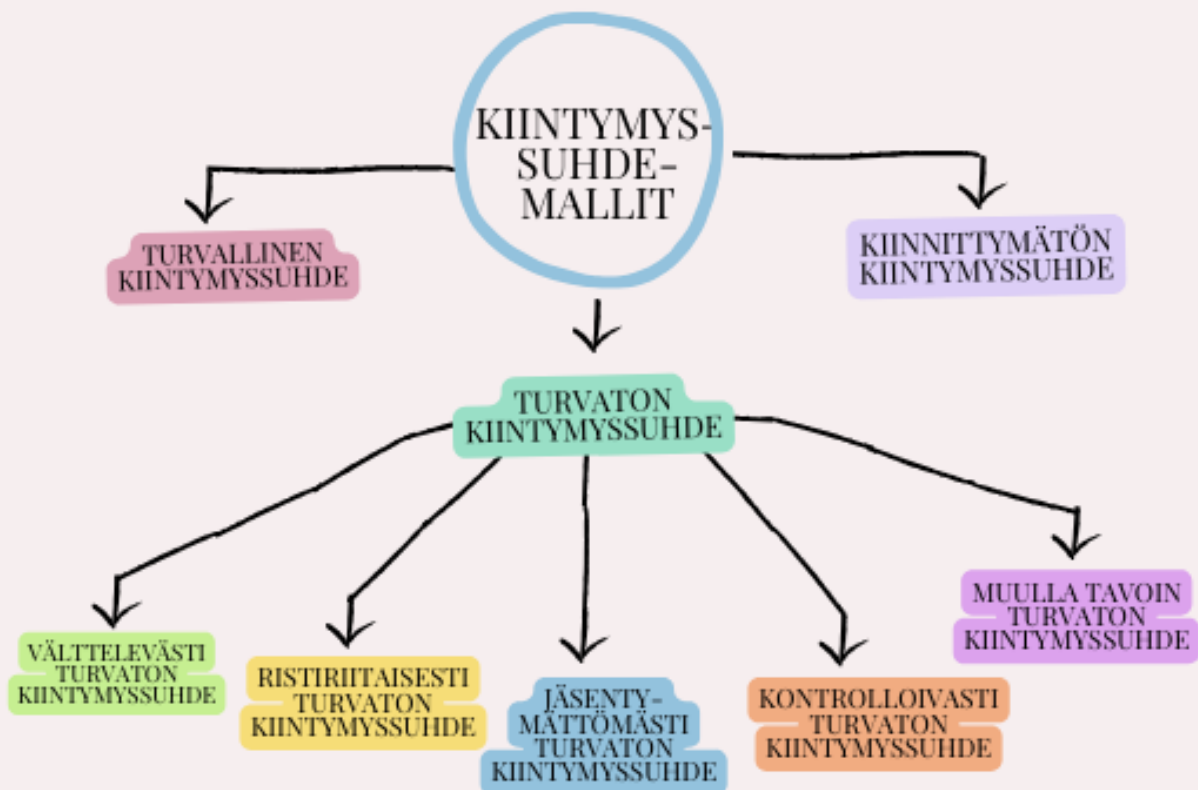 KIINTYMYS-
SUHDE-
MALLIT
TURVALLINEN
KIINTYMYSSUHDE
KIINNITTYMÄTÖN
KIINTYMYSSUHDE
TURVATON
KIINTYMYSSUHDE
VÄLTTELEVÄSTI
TURVATON
KIINTYMYSSUHDE
RISTIRIITAISESTI
TURVATON
KIINTYMYSSUHDE
JÄSENTY-
MÄTTÖMÄSTI
TURVATON
KIINTYMYSSUHDE
KONTROLLOIVASTI
TURVATON
KIINTYMYSSUHDE
MUULLA TAVOIN
TURVATON
KIINTYMYSSUHDE